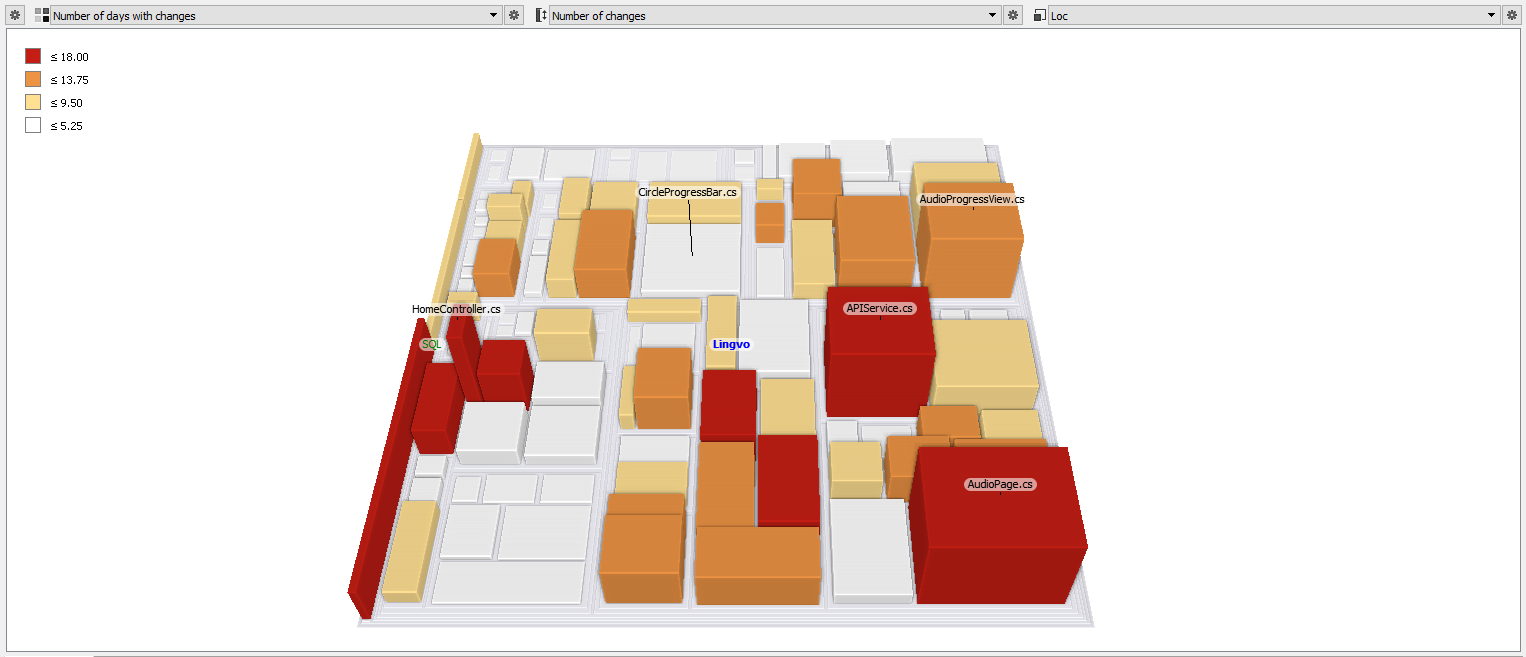 Number of days with changes
Number of changes
Loc
≤ 18.00
≤ 13.75
≤ 9.50
≤ 5.25
CircleProgressBar.cs
AudioProgressView.cs
HomeController.cs
APIService.cs
SQL
Lingvo
AudioPage.cs